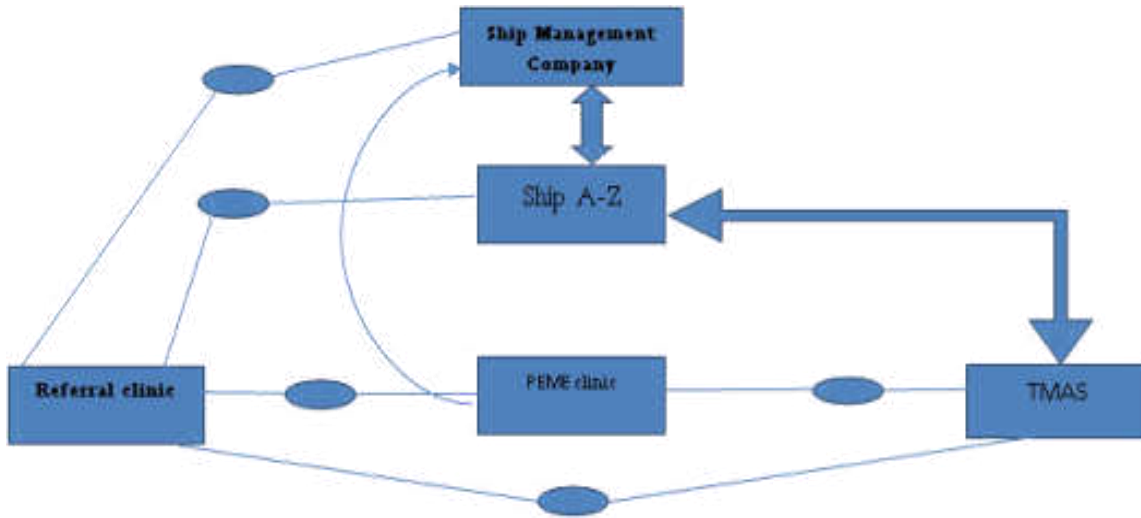 Ship Management
Company
Ship A-Z
PEME clinic
Referral clinic
TMAS